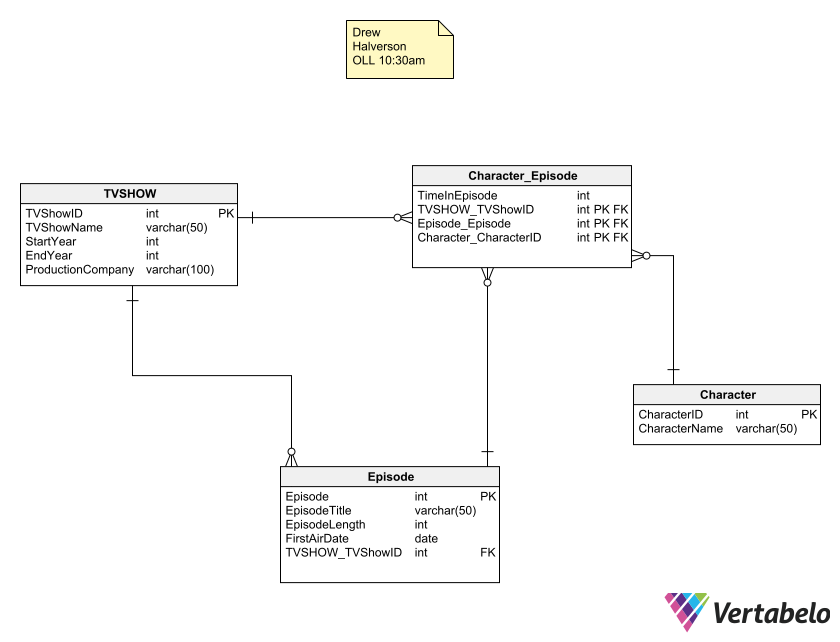 Drew
Halverson
OLL 10:30am
TVSHOW
TVShowID int PK
TVShowName varchar(50)
StartYear int
EndYear int
ProductionCompany varchar(100)
Character_Episode
TimeInEpisode int
TVSHOW_TVShowID int PK FK
Episode_Episode int PK FK
Character_CharacterID int PK FK
Character
CharacterID int PK
CharacterName varchar(50)
Episode
Episode int PK
EpisodeTitle varchar(50)
EpisodeLength int
FirstAirDate date
TVSHOW_TVShowID int FK
Vertabelo